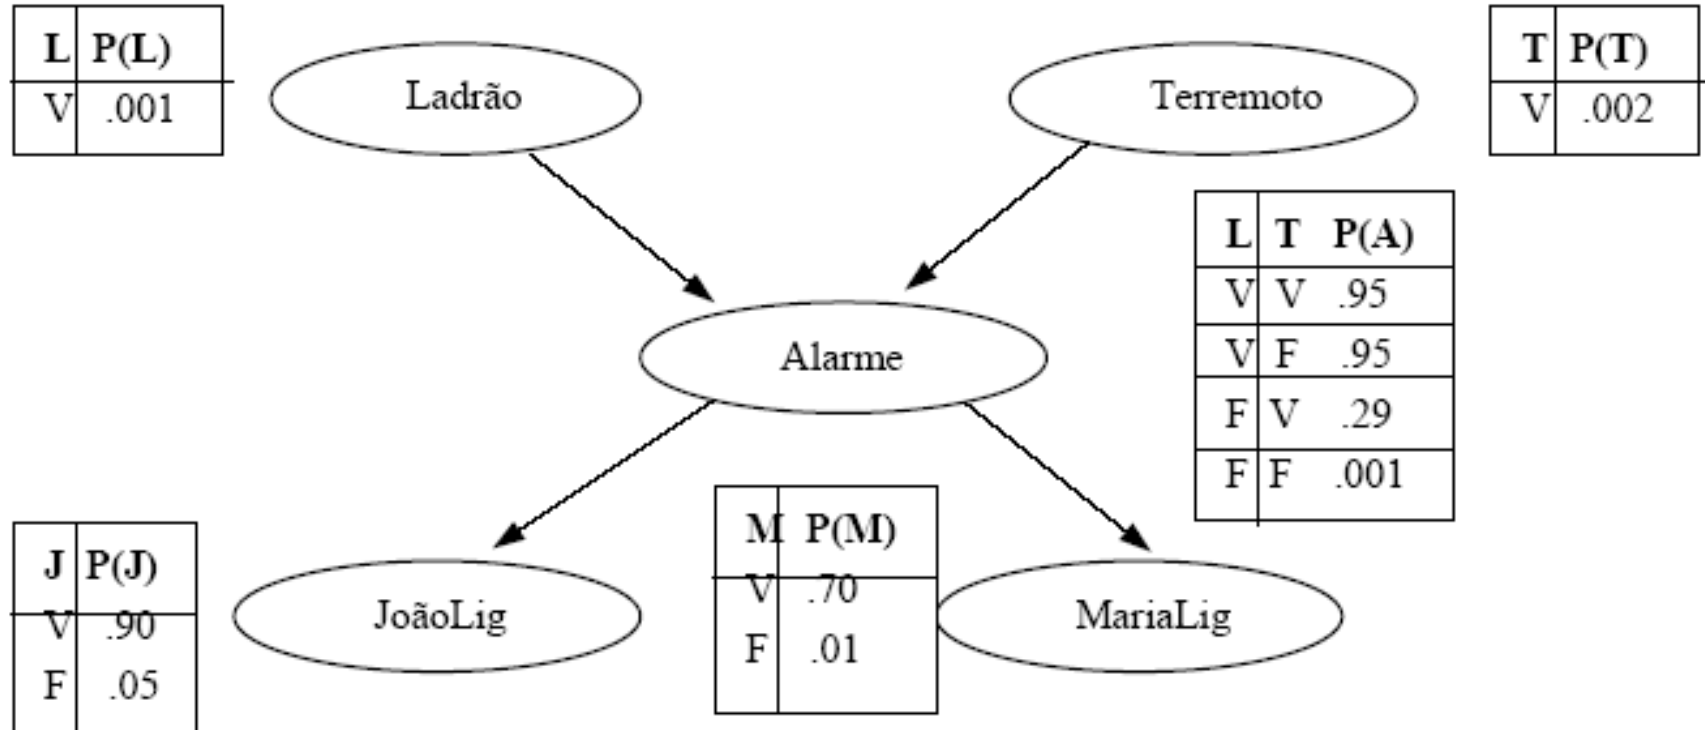 L P(L)
V .001
Ladrão
Terremoto
T P(T)
V .002
L T P(A)
V V .95
V F .95
F V .29
F F .001
Alarme
J P(J)
V .90
F .05
JoãoLig
M P(M)
V .70
F .01
MariaLig